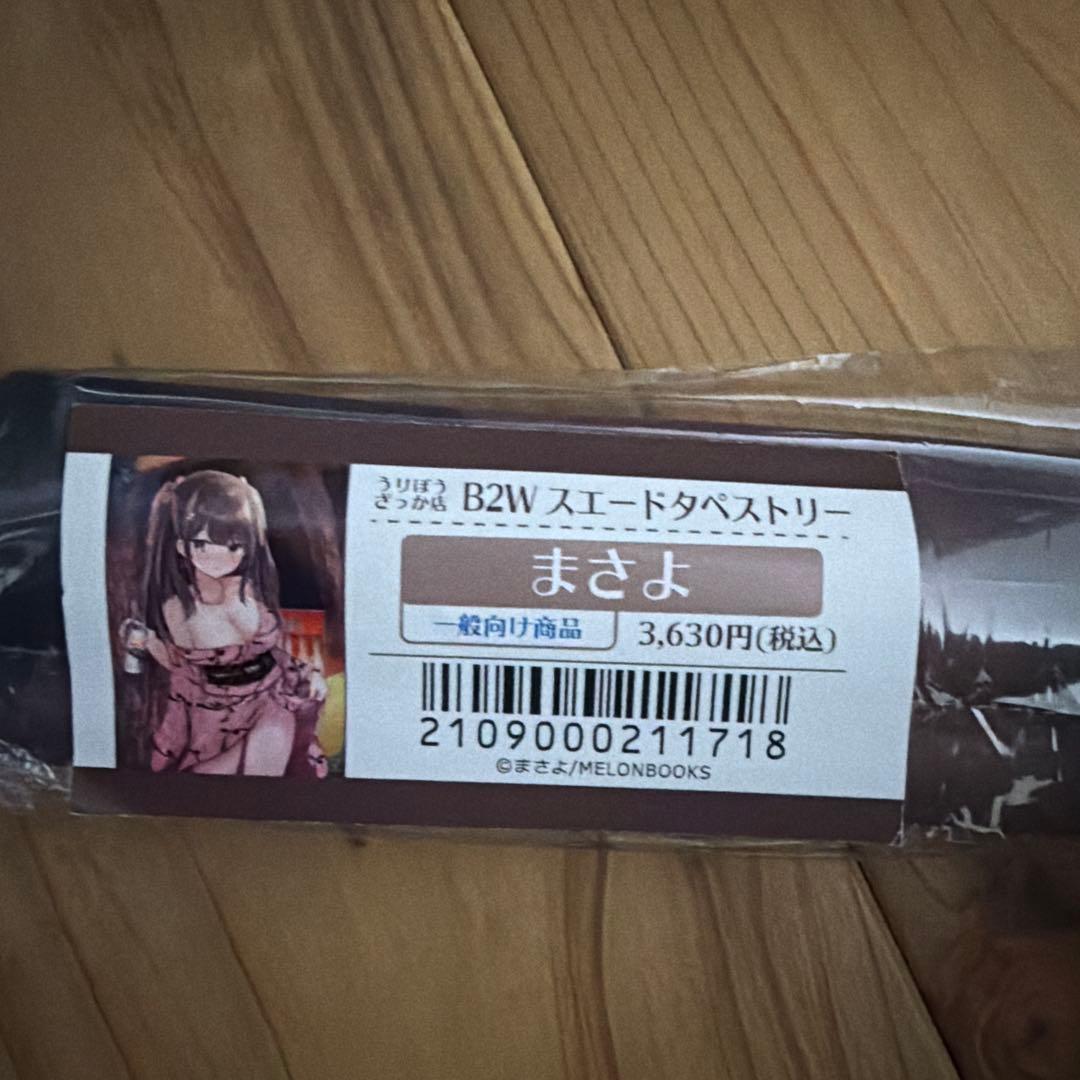 うりぼう
ざっか店
B2W スエードタペストリー
まさよ
一般向け商品
3,630円(税込)
2109000211718
©まさよ/MELONBOOKS